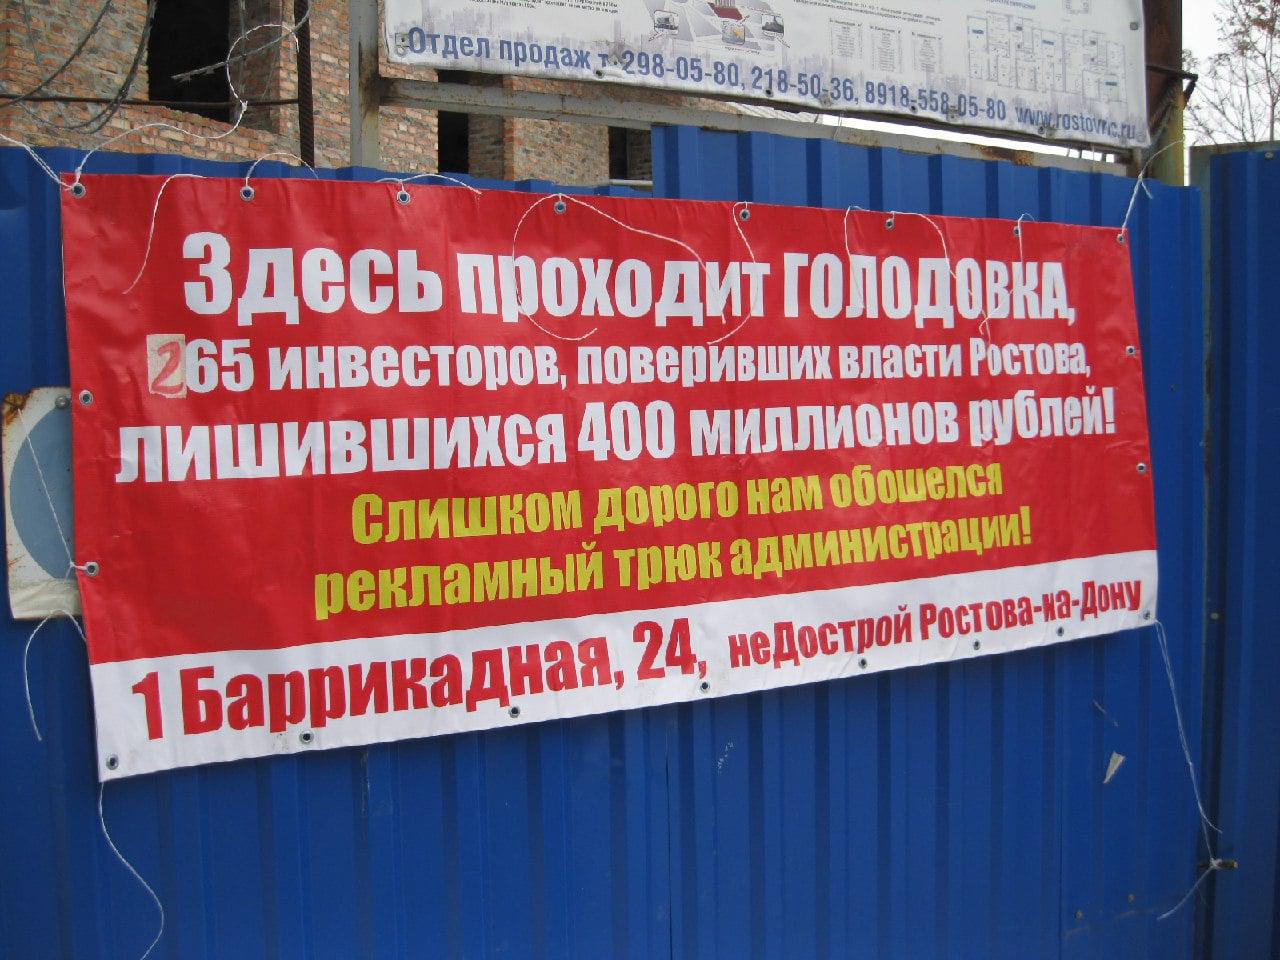 Отдел продаж т. 298-05-80, 218-50-36, 8918-558-05-80 www.rostovric.ru
Здесь проходит ГОЛОДОВКА,
265 инвесторов, поверивших власти Ростова,
лишившихся 400 миллионов рублей!
Слишком дорого нам обошелся
рекламный трюк администрации!
1 Баррикадная, 24, неДострой Ростова-на-Дону